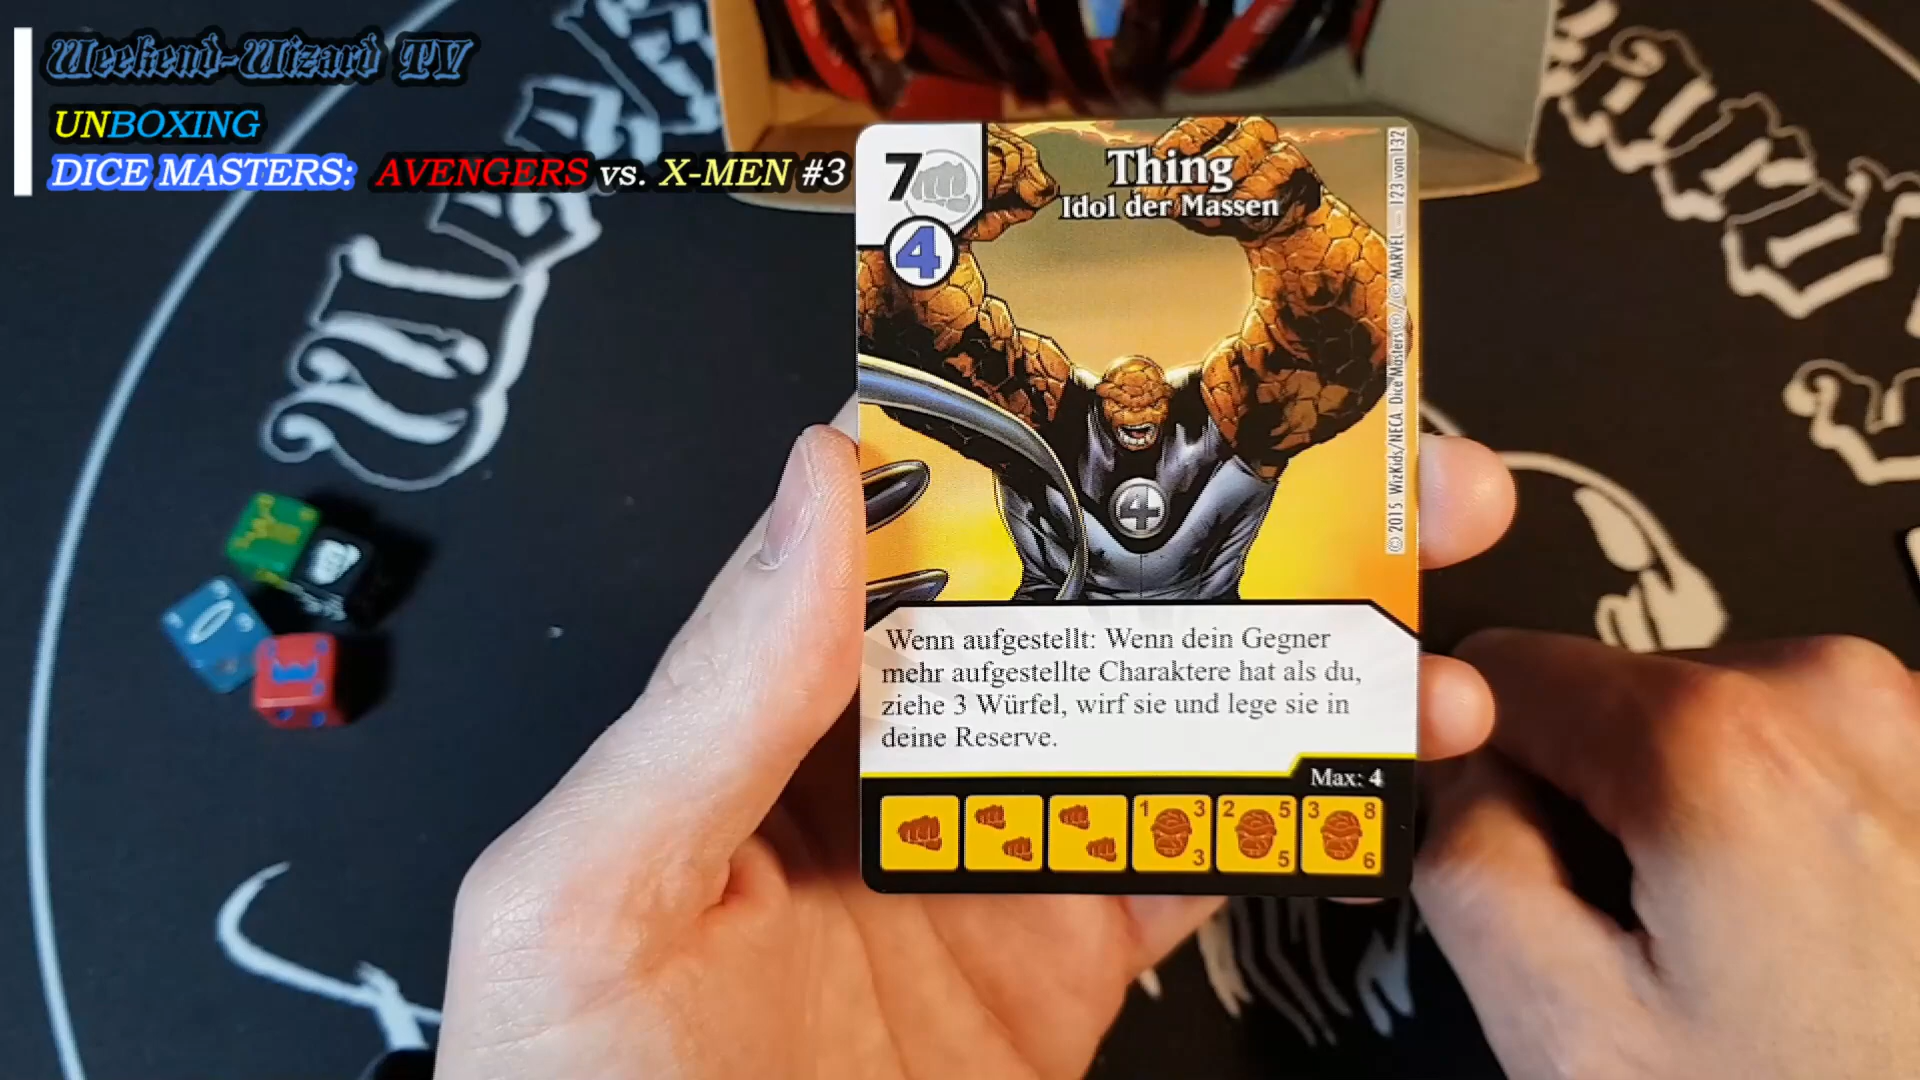 Weekend-Wizard TV
UNBOXING
DICE MASTERS: AVENGERS vs. X-MEN #3
7
4
Thing
Idol der Massen
© 2015 WizKids/NECA. Dice Masters®/©MARVEL — 123 von 132
4
Wenn aufgestellt: Wenn dein Gegner
mehr aufgestellte Charaktere hat als du,
ziehe 3 Würfel, wirf sie und lege sie in
deine Reserve.
Max: 4
1 3 2 5 3 8
3 5 6